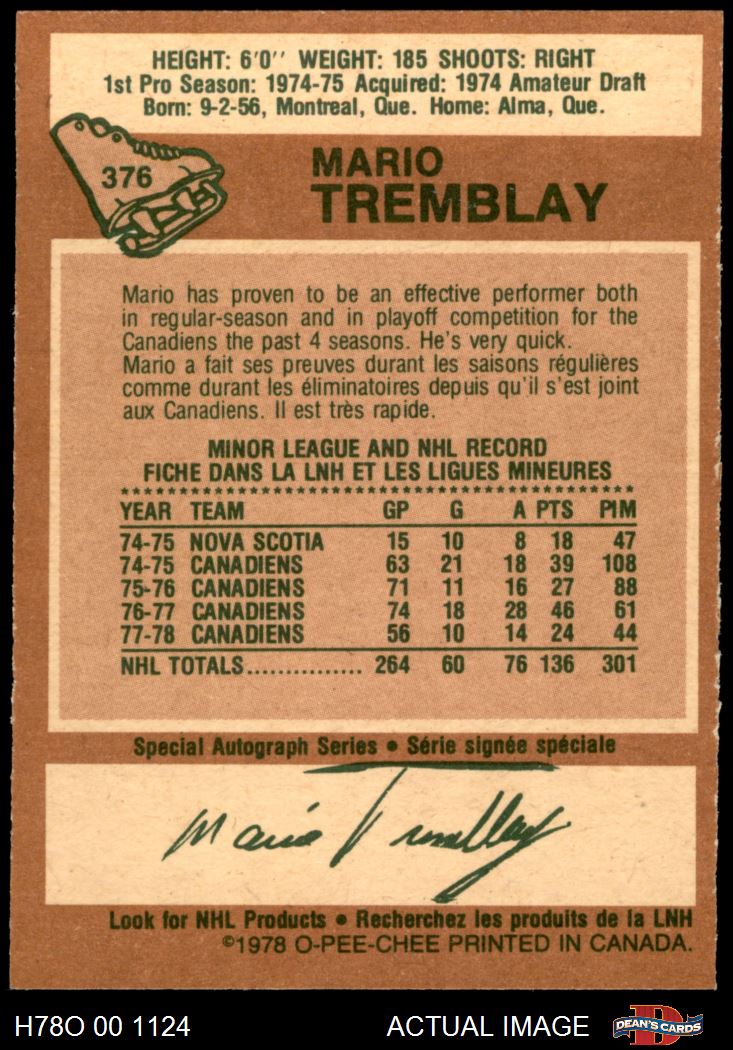 HEIGHT: 6'0'' WEIGHT: 185 SHOOTS: RIGHT
1st Pro Season: 1974-75 Acquired: 1974 Amateur Draft
Born: 9-2-56, Montreal, Que. Home: Alma, Que.
376
MARIO
TREMBLAY
Mario has proven to be an effective performer both
in regular-season and in playoff competition for the
Canadiens the past 4 seasons. He's very quick.
Mario a fait ses preuves durant les saisons régulières
comme durant les éliminatoires depuis qu'il s'est joint
aux Canadiens. Il est très rapide.
MINOR LEAGUE AND NHL RECORD
FICHE DANS LA LNH ET LES LIGUES MINEURES
YEAR TEAM GP G A PTS PIM
74-75 NOVA SCOTIA 15 10 8 18 47
74-75 CANADIENS 63 21 18 39 108
75-76 CANADIENS 71 11 16 27 88
76-77 CANADIENS 74 18 28 46 61
77-78 CANADIENS 56 10 14 24 44
NHL TOTALS............... 264 60 76 136 301
Special Autograph Series • Série signée spéciale
Mario Tremblay
Look for NHL Products • Recherchez les produits de la LNH
©1978 O-PEE-CHEE PRINTED IN CANADA.
H78O 00 1124 ACTUAL IMAGE DEAN'S CARDS